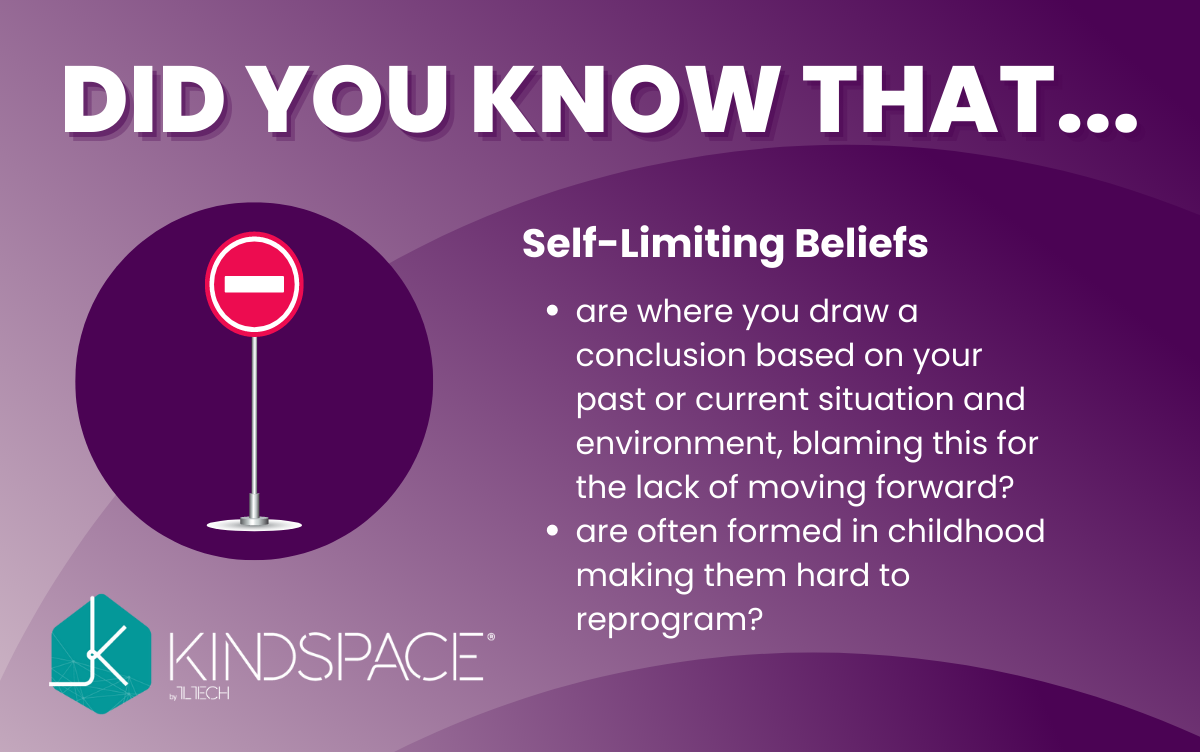 DID YOU KNOW THAT...
Self-Limiting Beliefs
• are where you draw a
conclusion based on your
past or current situation and
environment, blaming this for
the lack of moving forward?
• are often formed in childhood
making them hard to
reprogram?
KINDSPACE®
by TLTECH